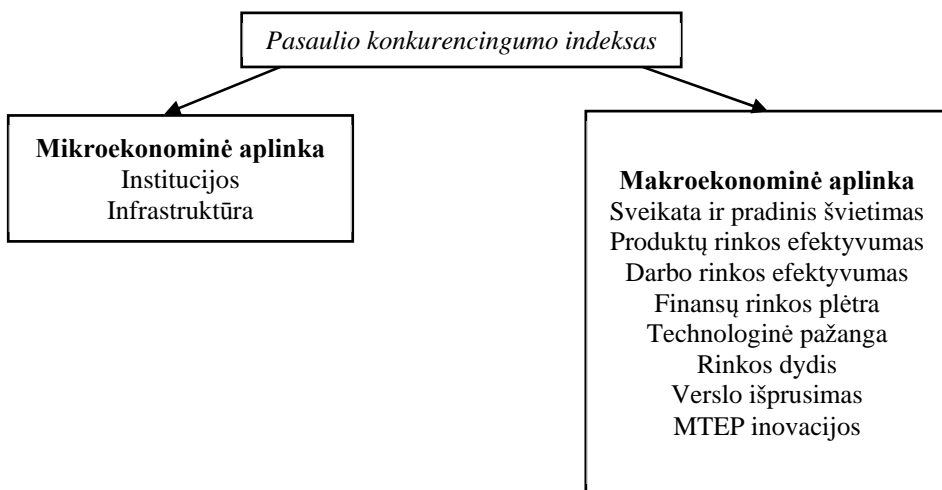 Pasaulio konkurencingumo indeksas
Mikroekonominė aplinka
Institucijos
Infrastruktūra
Makroekonominė aplinka
Sveikata ir pradinis švietimas
Produktų rinkos efektyvumas
Darbo rinkos efektyvumas
Finansų rinkos plėtra
Technologinė pažanga
Rinkos dydis
Verslo išprusimas
MTEP inovacijos